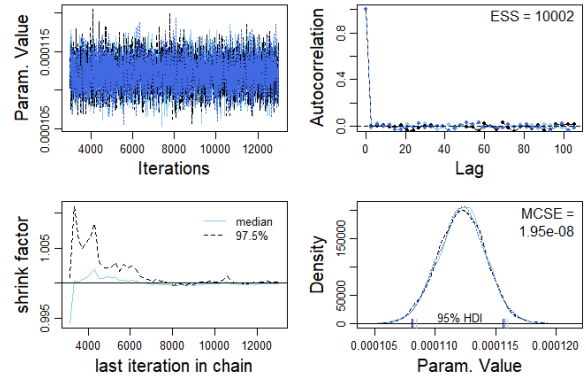 Param. Value
0.000105
0.000115
4000 6000 8000 10000 12000
Iterations
Autocorrelation
0.0
0.4
0.8
ESS = 10002
0 20 40 60 80 100
Lag
shrink factor
0.995
1.005
median
97.5%
4000 6000 8000 10000 12000
last iteration in chain
Density
0
50000
150000
MCSE =
1.95e-08
95% HDI
0.000105 0.000110 0.000115 0.000120
Param. Value